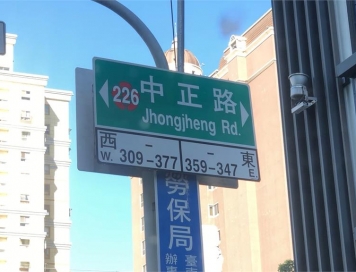 226 中正路
Jhongjheng Rd.
西 – – 東
W. 309-377 359-347 E.
勞保局